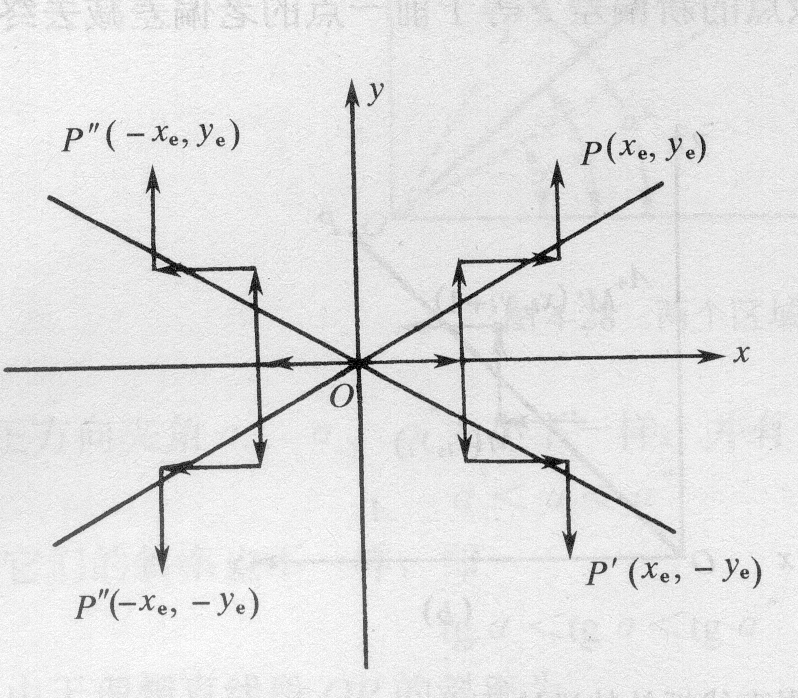 y
P″(−xₑ, yₑ)
P(xₑ, yₑ)
x
O
P′(xₑ, −yₑ)
P″(−xₑ, −yₑ)